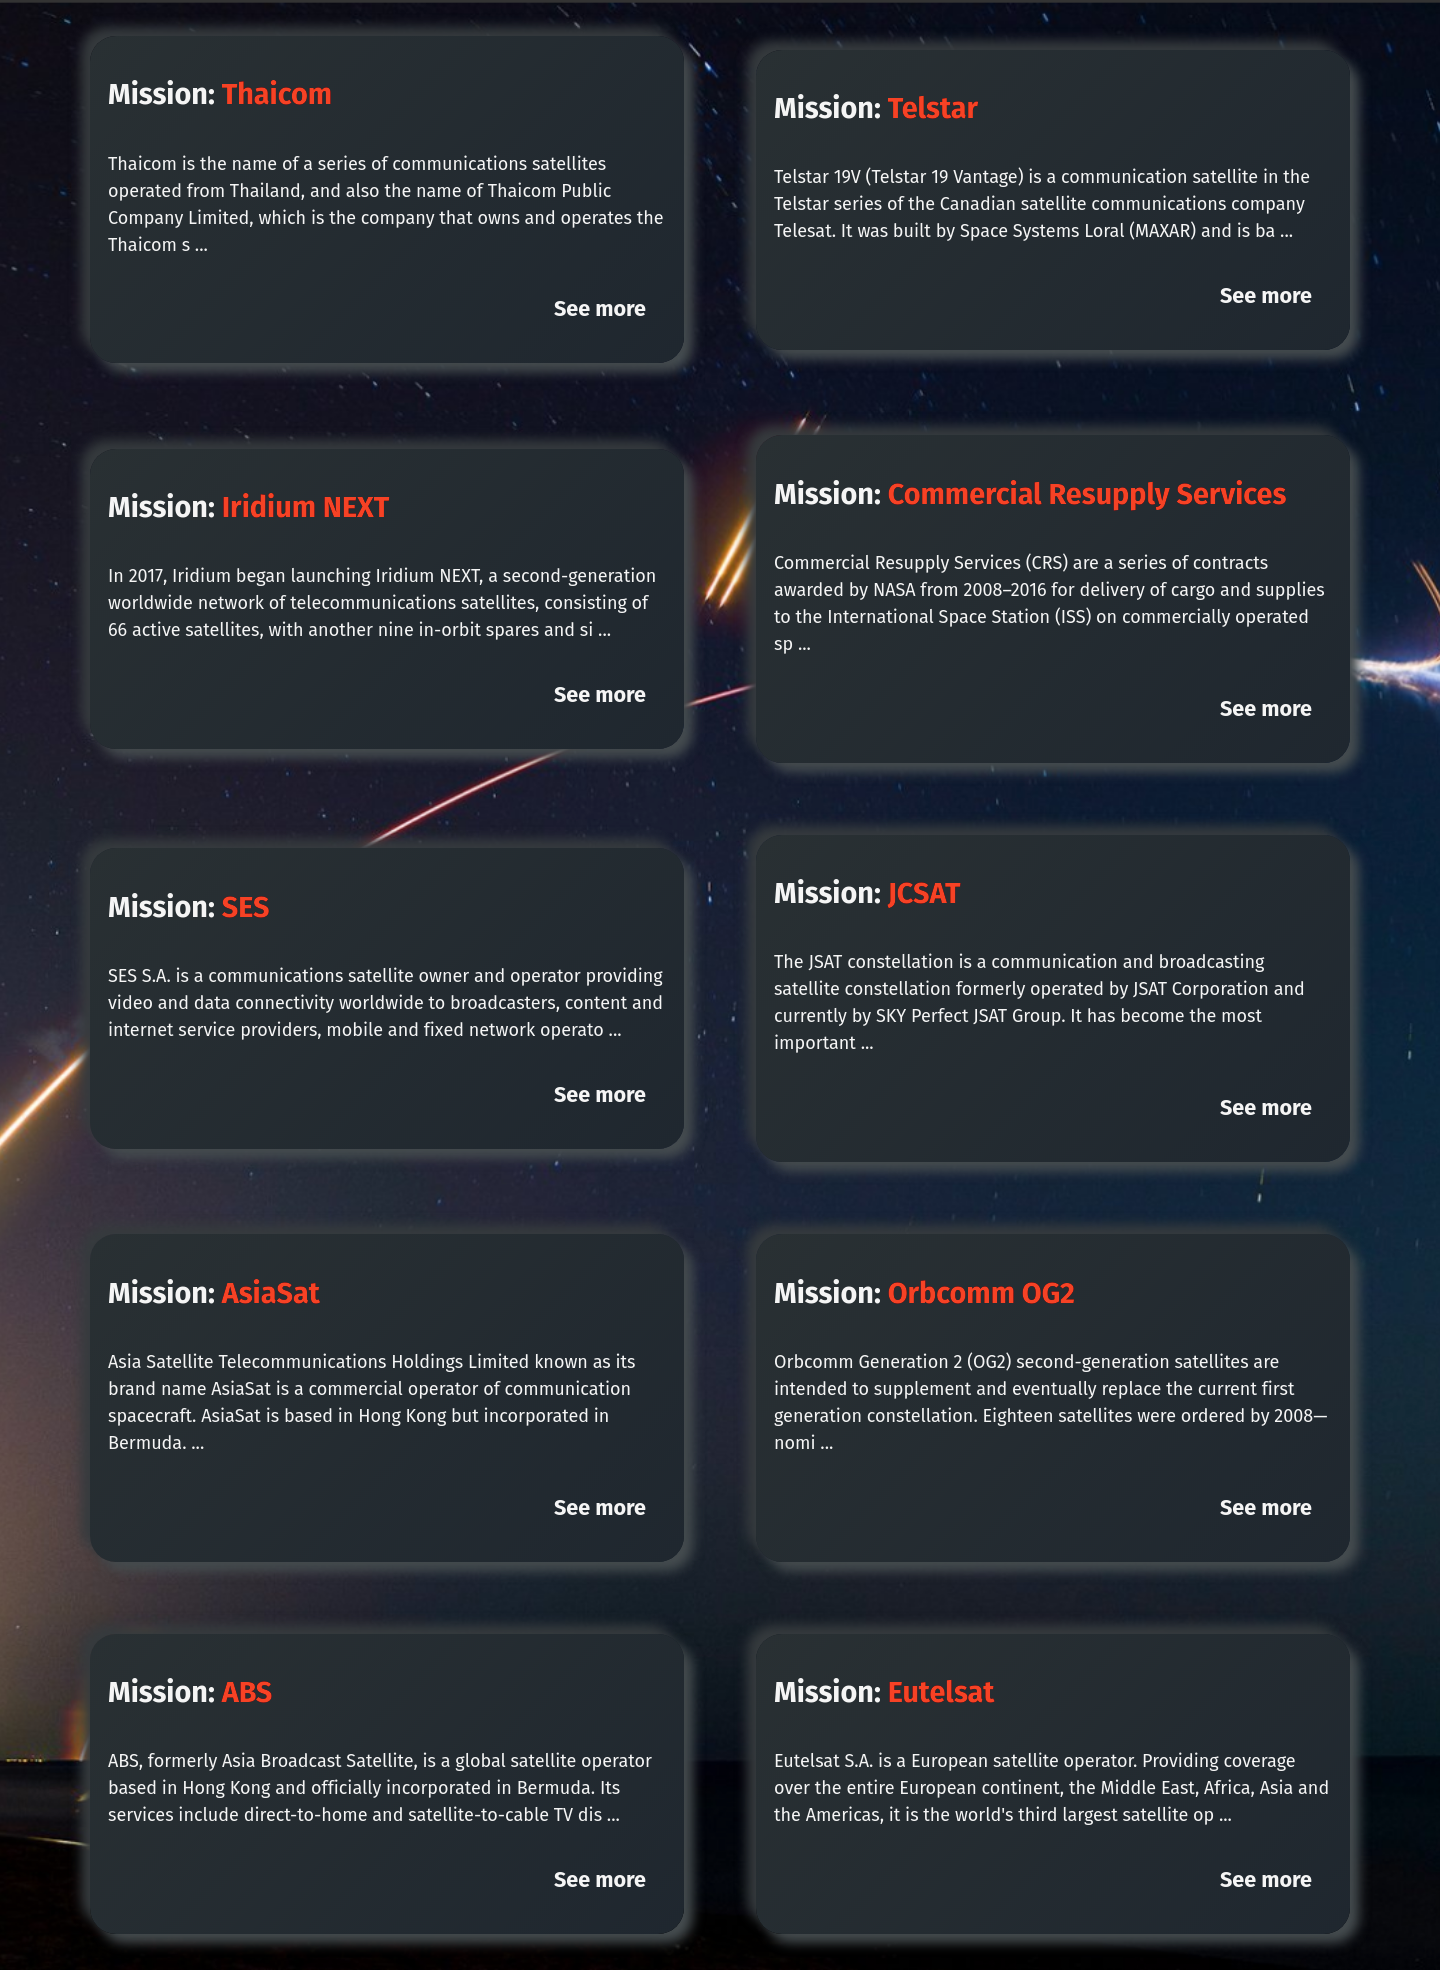 Mission: Thaicom
Thaicom is the name of a series of communications satellites
operated from Thailand, and also the name of Thaicom Public
Company Limited, which is the company that owns and operates the
Thaicom s ...
See more
Mission: Telstar
Telstar 19V (Telstar 19 Vantage) is a communication satellite in the
Telstar series of the Canadian satellite communications company
Telesat. It was built by Space Systems Loral (MAXAR) and is ba ...
See more
Mission: Iridium NEXT
In 2017, Iridium began launching Iridium NEXT, a second-generation
worldwide network of telecommunications satellites, consisting of
66 active satellites, with another nine in-orbit spares and si ...
See more
Mission: Commercial Resupply Services
Commercial Resupply Services (CRS) are a series of contracts
awarded by NASA from 2008–2016 for delivery of cargo and supplies
to the International Space Station (ISS) on commercially operated
sp ...
See more
Mission: SES
SES S.A. is a communications satellite owner and operator providing
video and data connectivity worldwide to broadcasters, content and
internet service providers, mobile and fixed network operato ...
See more
Mission: JCSAT
The JSAT constellation is a communication and broadcasting
satellite constellation formerly operated by JSAT Corporation and
currently by SKY Perfect JSAT Group. It has become the most
important ...
See more
Mission: AsiaSat
Asia Satellite Telecommunications Holdings Limited known as its
brand name AsiaSat is a commercial operator of communication
spacecraft. AsiaSat is based in Hong Kong but incorporated in
Bermuda. ...
See more
Mission: Orbcomm OG2
Orbcomm Generation 2 (OG2) second-generation satellites are
intended to supplement and eventually replace the current first
generation constellation. Eighteen satellites were ordered by 2008—
nomi ...
See more
Mission: ABS
ABS, formerly Asia Broadcast Satellite, is a global satellite operator
based in Hong Kong and officially incorporated in Bermuda. Its
services include direct-to-home and satellite-to-cable TV dis ...
See more
Mission: Eutelsat
Eutelsat S.A. is a European satellite operator. Providing coverage
over the entire European continent, the Middle East, Africa, Asia and
the Americas, it is the world's third largest satellite op ...
See more